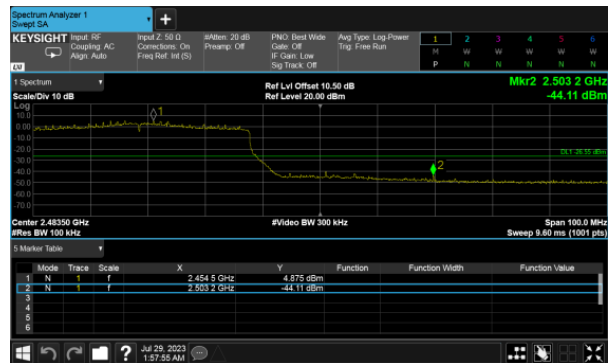 Spectrum Analyzer 1
Swept SA
+
KEYSIGHT Input: RF Input Z: 50 Ω #Atten: 20 dB PNO: Best Wide Avg Type: Log-Power 1 2 3 4 5 6
Coupling: AC Corrections: On Preamp: Off Gate: Off Trig: Free Run M W W W W W
Align: Auto Freq Ref: Int (S) IF Gain: Low
Sig Track: Off P N N N N N
LXI
1 Spectrum Ref Lvl Offset 10.50 dB Mkr2 2.503 2 GHz
Scale/Div 10 dB Ref Level 20.00 dBm -44.11 dBm
Log
10.0
0.00
-10.0
-20.0
-30.0
-40.0
-50.0
-60.0
-70.0
1
DL1 -26.55 dBm
2
Center 2.48350 GHz #Video BW 300 kHz Span 100.0 MHz
#Res BW 100 kHz Sweep 9.60 ms (1001 pts)
5 Marker Table
Mode Trace Scale X Y Function Function Width Function Value
1 N 1 f 2.454 5 GHz 4.875 dBm
2 N 1 f 2.503 2 GHz -44.11 dBm
3
4
5
6
? Jul 29, 2023
1:57:55 AM